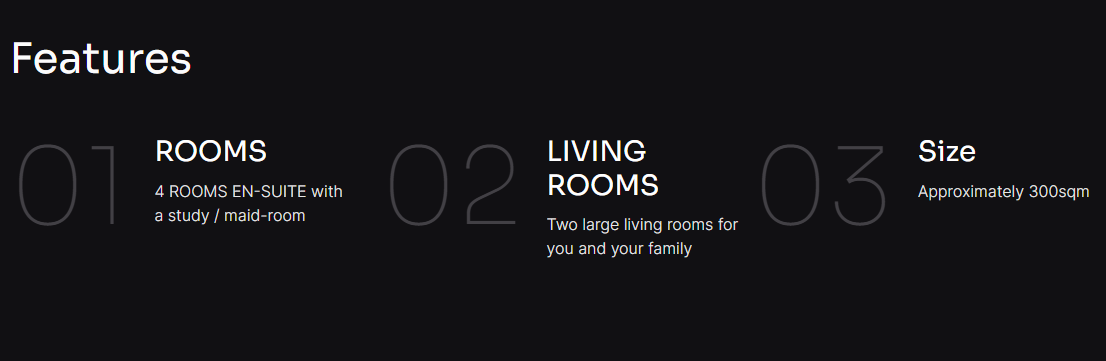 Features
01
ROOMS
4 ROOMS EN-SUITE with
a study / maid-room
02
LIVING
ROOMS
Two large living rooms for
you and your family
03
Size
Approximately 300sqm